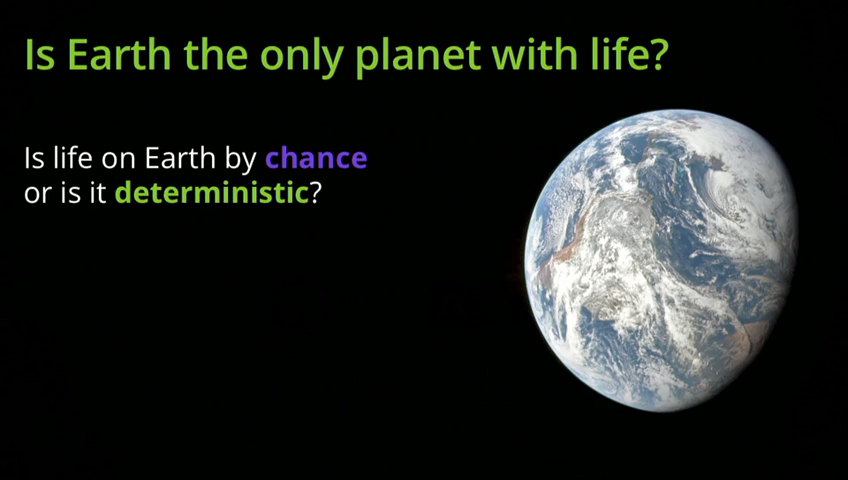 Is Earth the only planet with life?
Is life on Earth by chance
or is it deterministic?